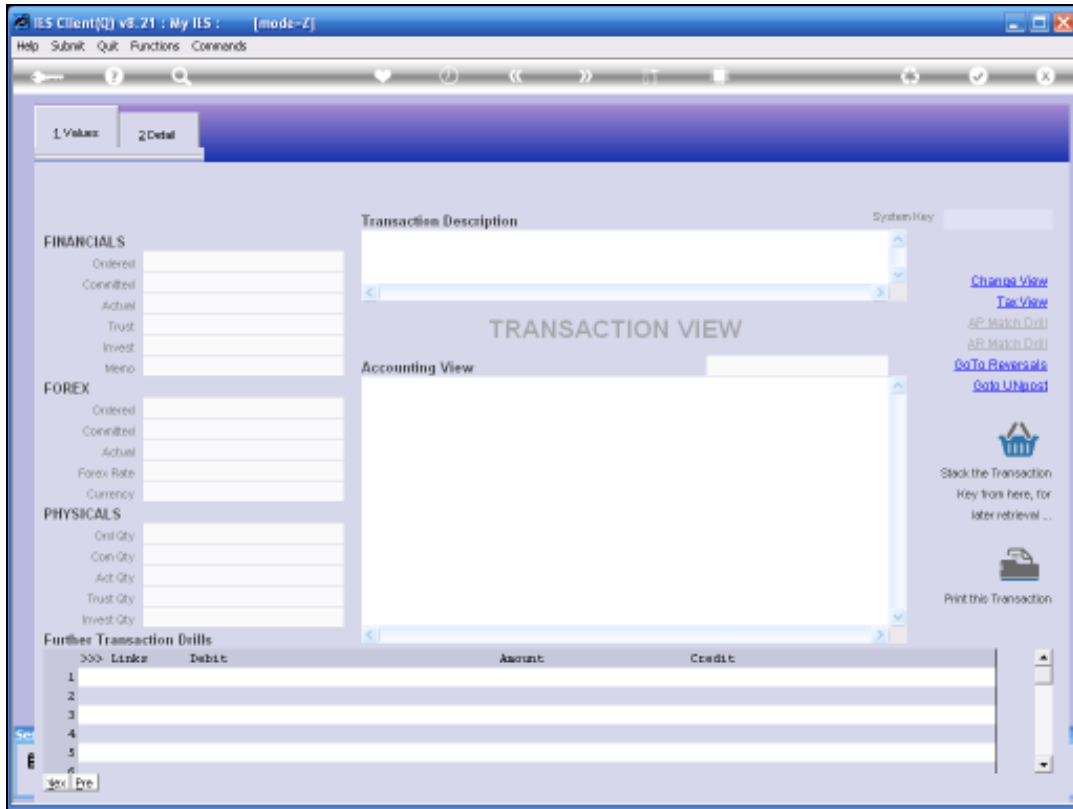 IES Client(Q) v8.21 : My IES : [mode=Z]
Help Submit Quit Functions Commands
1 Values 2 Detail
Transaction Description
System Key
FINANCIALS
Ordered
Committed
Actual
Trust
Invest
Memo
Change View
Tax View
AP Match Drill
AR Match Drill
GoTo Reversals
Goto UNpost
TRANSACTION VIEW
Accounting View
FOREX
Ordered
Committed
Actual
Forex Rate
Currency
Stack the Transaction
Key from here, for
later retrieval ...
PHYSICALS
Ord Qty
Com Qty
Act Qty
Trust Qty
Invest Qty
Print this Transaction
Further Transaction Drills
>>> Links Debit Amount Credit
1
2
3
4
5
6
Nex Pre